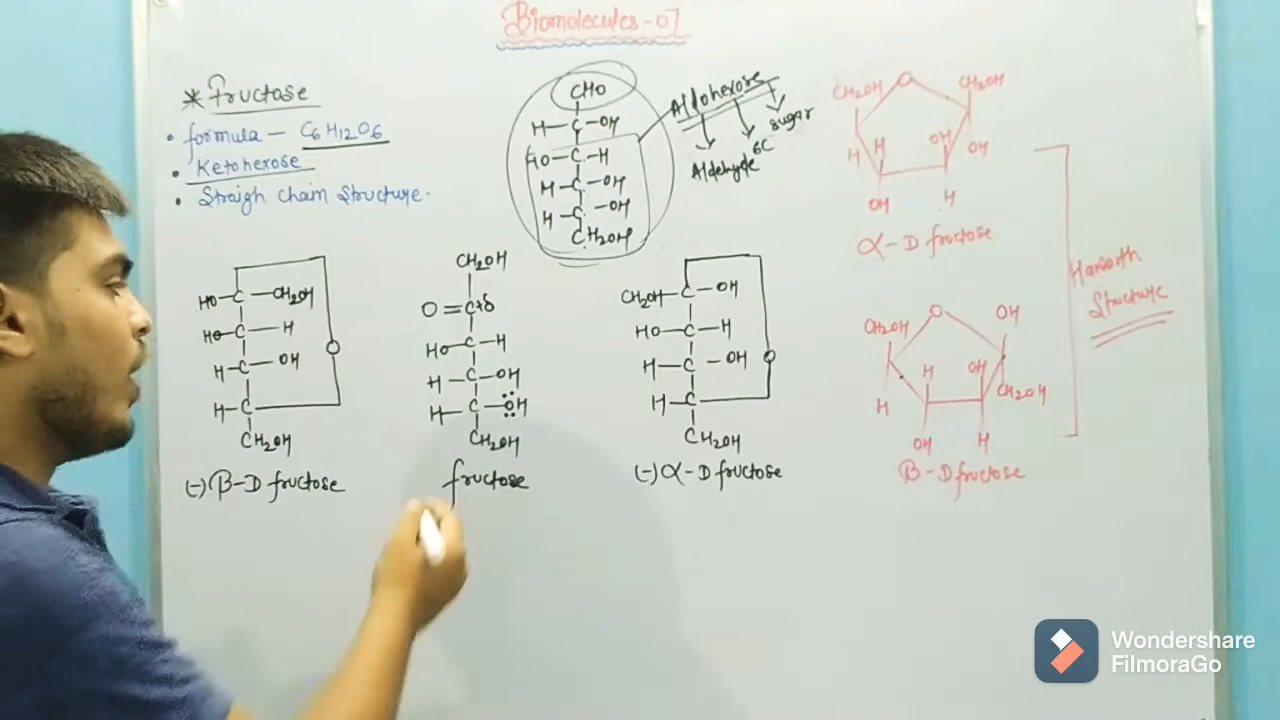 Biomolecules-07
* Fructose
• formula — C6H12O6
• Ketohexose
• Straigh Chain Structure.
CHO
H—C—OH
HO—C—H
H—C—OH
H—C—OH
CH2OH
Aldohexose
Aldehyde 6C sugar
HO—C—CH2OH
HO—C—H
H—C—OH
H—C
O
CH2OH
(-) β-D fructose
CH2OH
O=C+δ
HO—C—H
H—C—OH
H—C—OH
CH2OH
fructose
CH2OH—C—OH
HO—C—H
H—C—OH
H—C
O
CH2OH
(-) α-D fructose
CH2OH O CH2OH
H H OH OH
OH H
α-D fructose
CH2OH O OH
H H OH CH2OH
OH H
β-D fructose
Haworth
Structure
Wondershare
FilmoraGo